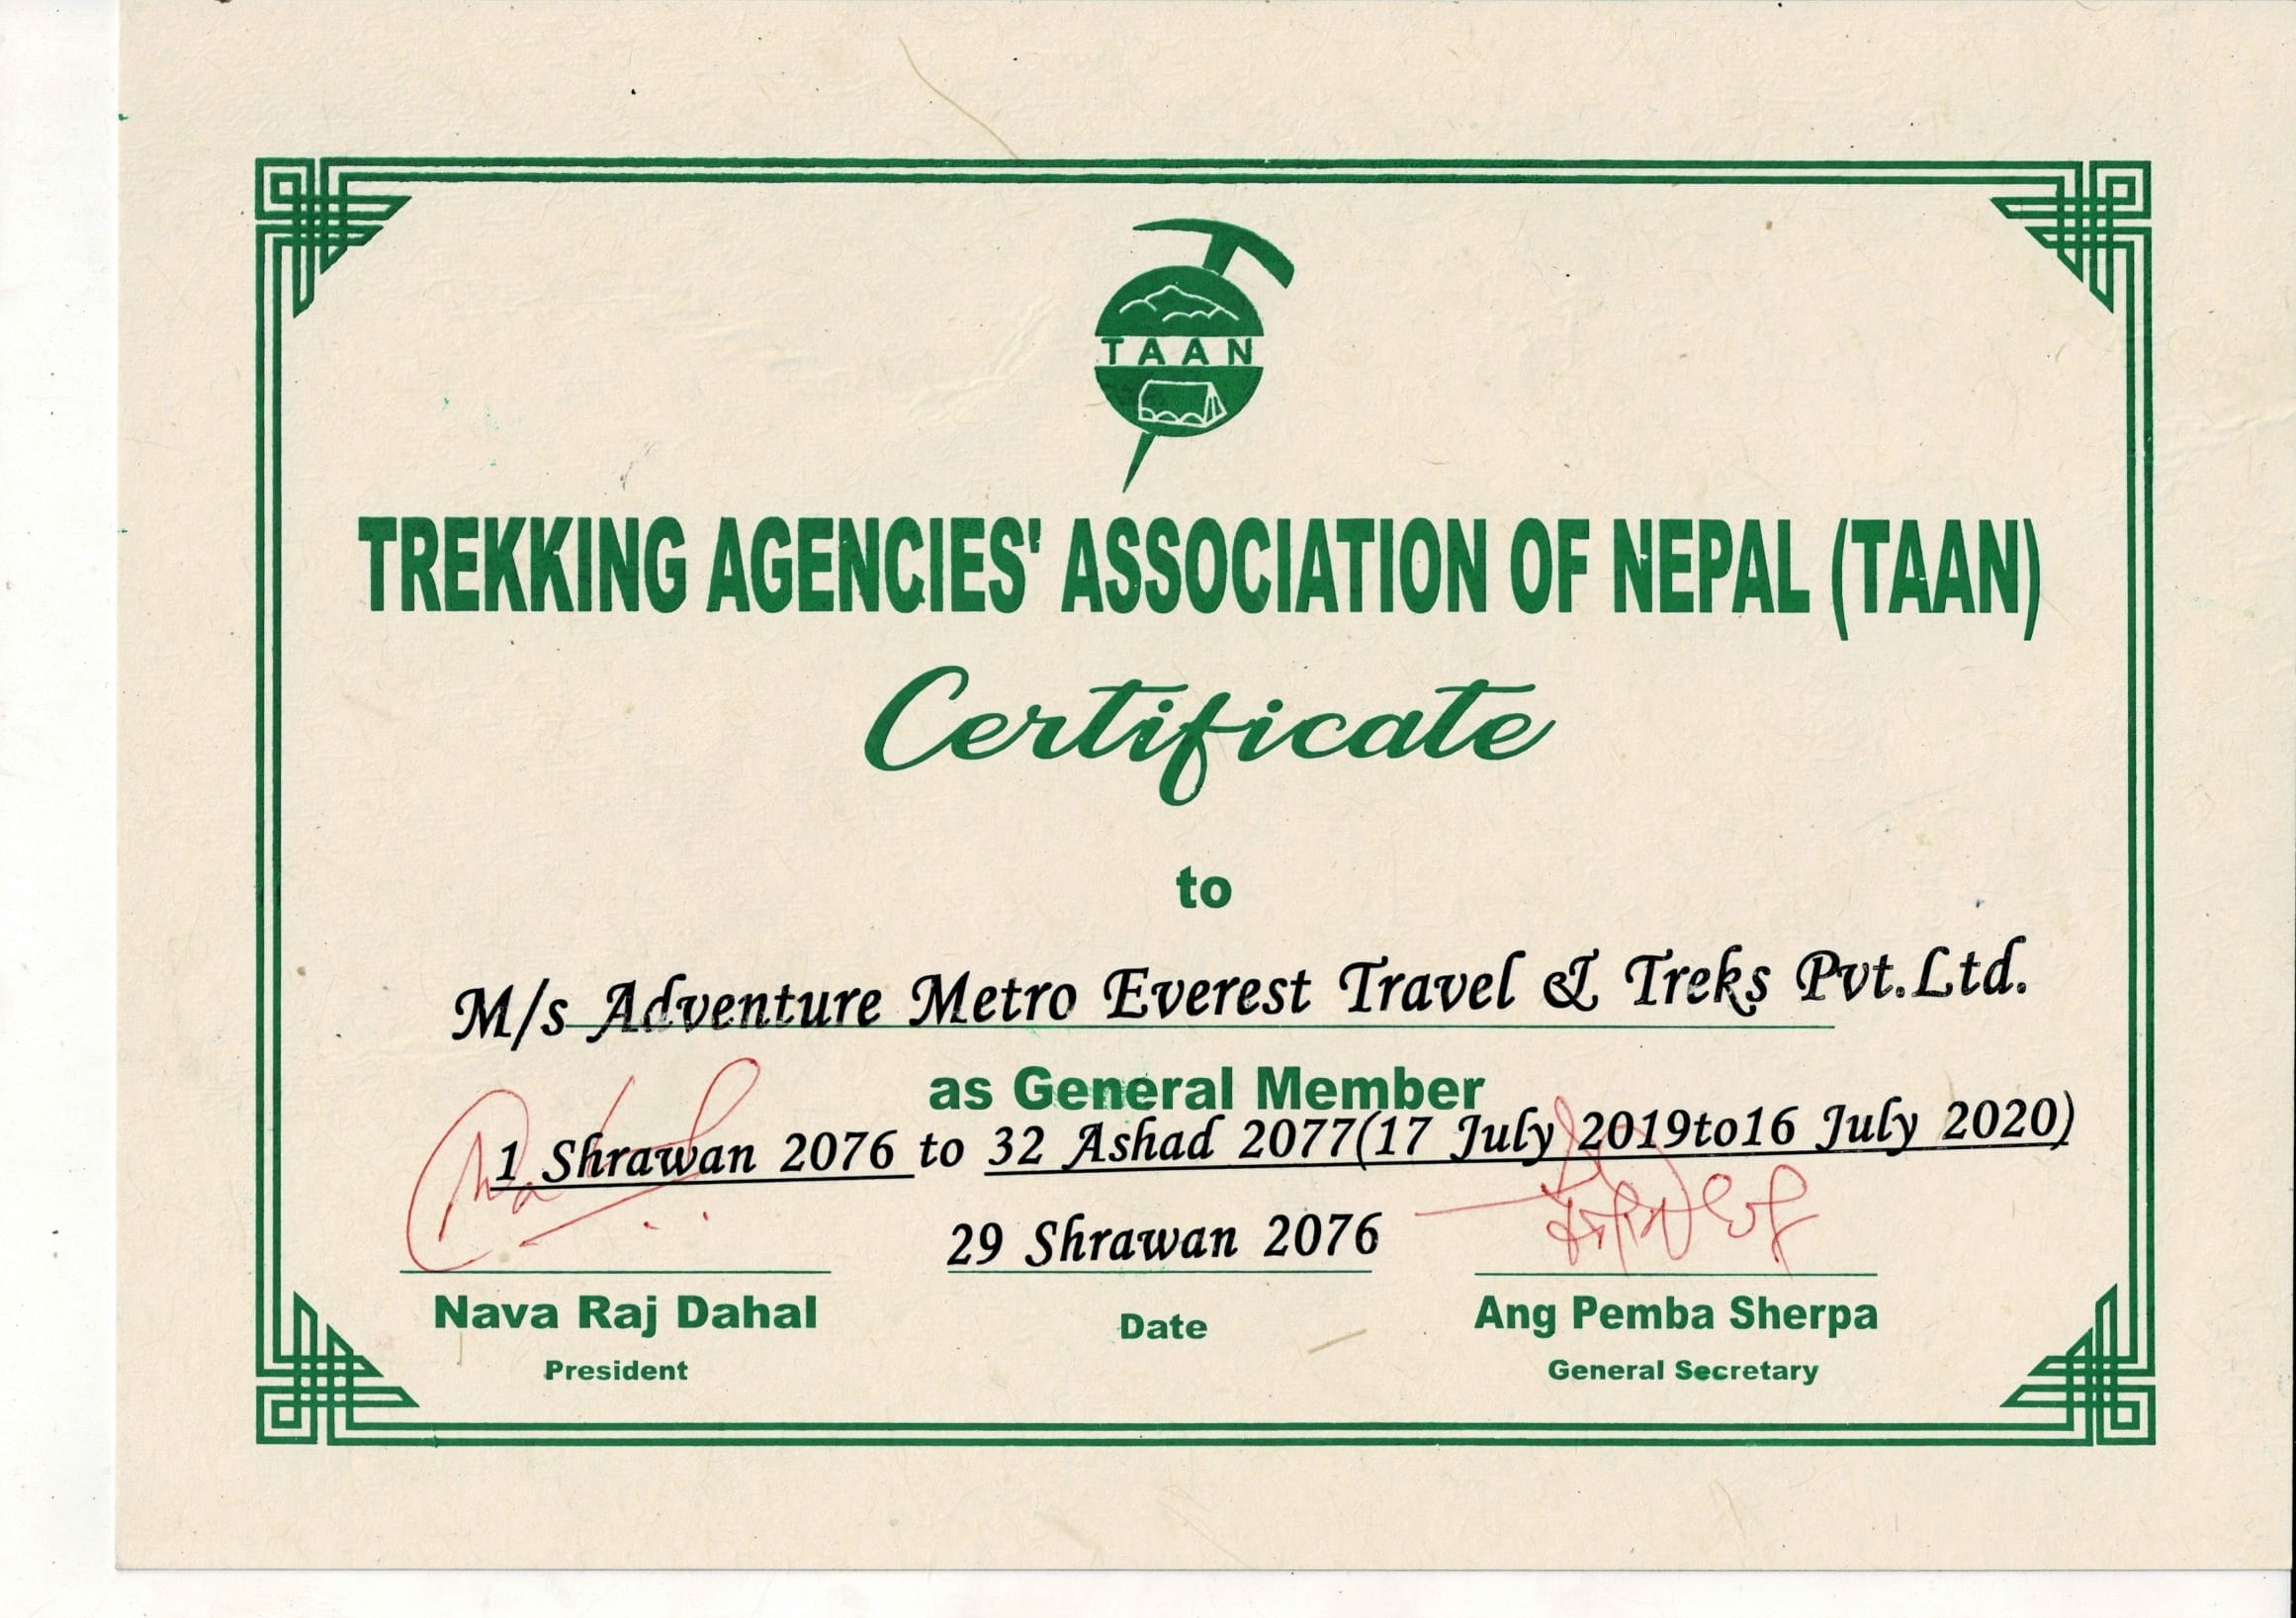 TAAN
TREKKING AGENCIES' ASSOCIATION OF NEPAL (TAAN)
Certificate
to
M/s Adventure Metro Everest Travel & Treks Pvt.Ltd.
as General Member
1 Shrawan 2076 to 32 Ashad 2077(17 July 2019to16 July 2020)
29 Shrawan 2076
Nava Raj Dahal
Date
Ang Pemba Sherpa
President
General Secretary